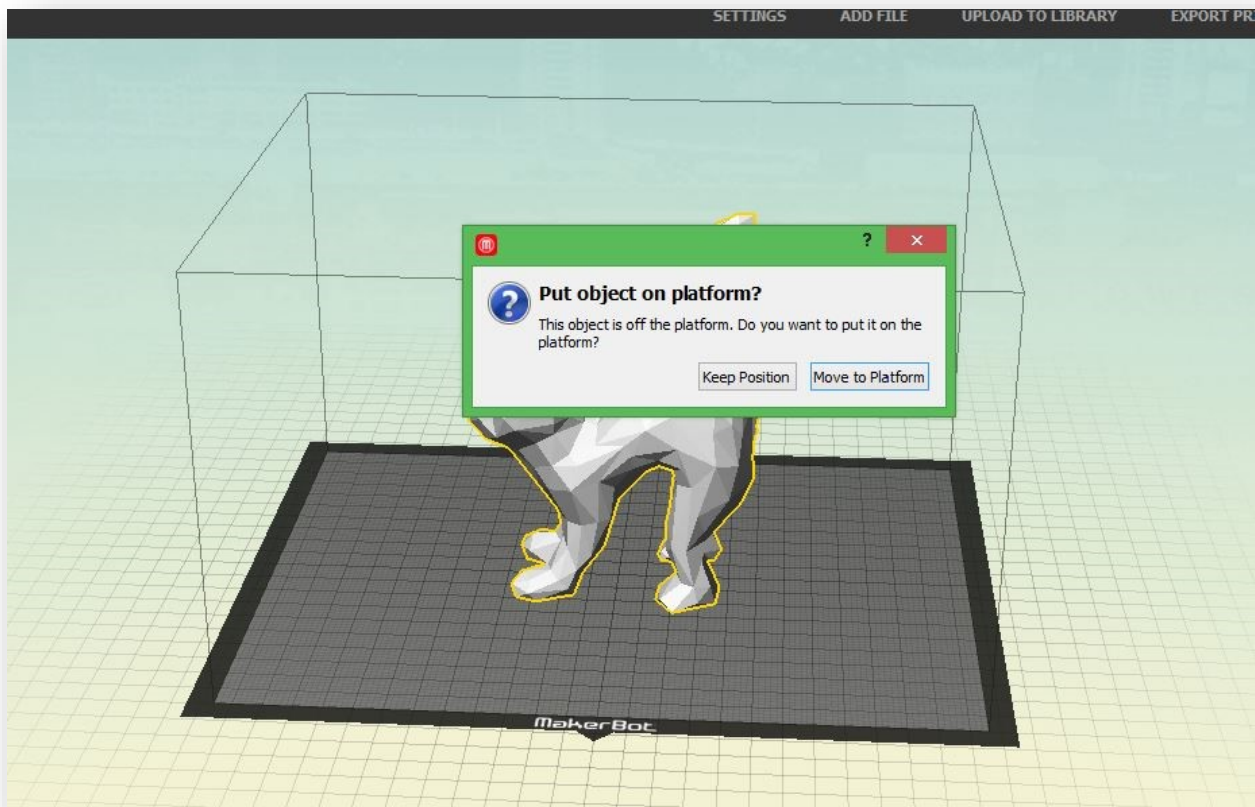 SETTINGS ADD FILE UPLOAD TO LIBRARY EXPORT PR
?
Put object on platform?
This object is off the platform. Do you want to put it on the
platform?
Keep Position Move to Platform
MakerBot